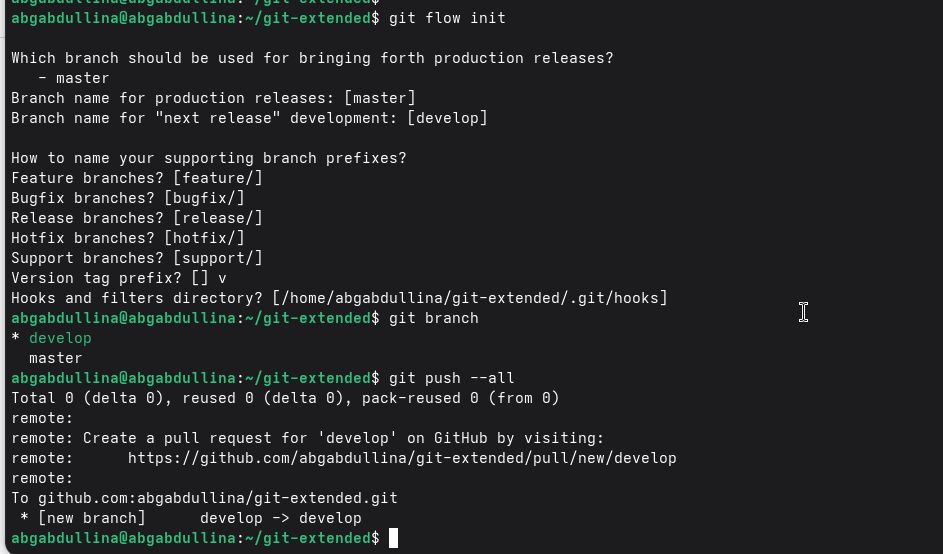 abgabdullina@abgabdullina:~/git-extended$
abgabdullina@abgabdullina:~/git-extended$ git flow init
Which branch should be used for bringing forth production releases?
   - master
Branch name for production releases: [master]
Branch name for "next release" development: [develop]
How to name your supporting branch prefixes?
Feature branches? [feature/]
Bugfix branches? [bugfix/]
Release branches? [release/]
Hotfix branches? [hotfix/]
Support branches? [support/]
Version tag prefix? [] v
Hooks and filters directory? [/home/abgabdullina/git-extended/.git/hooks]
abgabdullina@abgabdullina:~/git-extended$ git branch
* develop
  master
abgabdullina@abgabdullina:~/git-extended$ git push --all
Total 0 (delta 0), reused 0 (delta 0), pack-reused 0 (from 0)
remote:
remote: Create a pull request for 'develop' on GitHub by visiting:
remote:      https://github.com/abgabdullina/git-extended/pull/new/develop
remote:
To github.com:abgabdullina/git-extended.git
 * [new branch]      develop -> develop
abgabdullina@abgabdullina:~/git-extended$